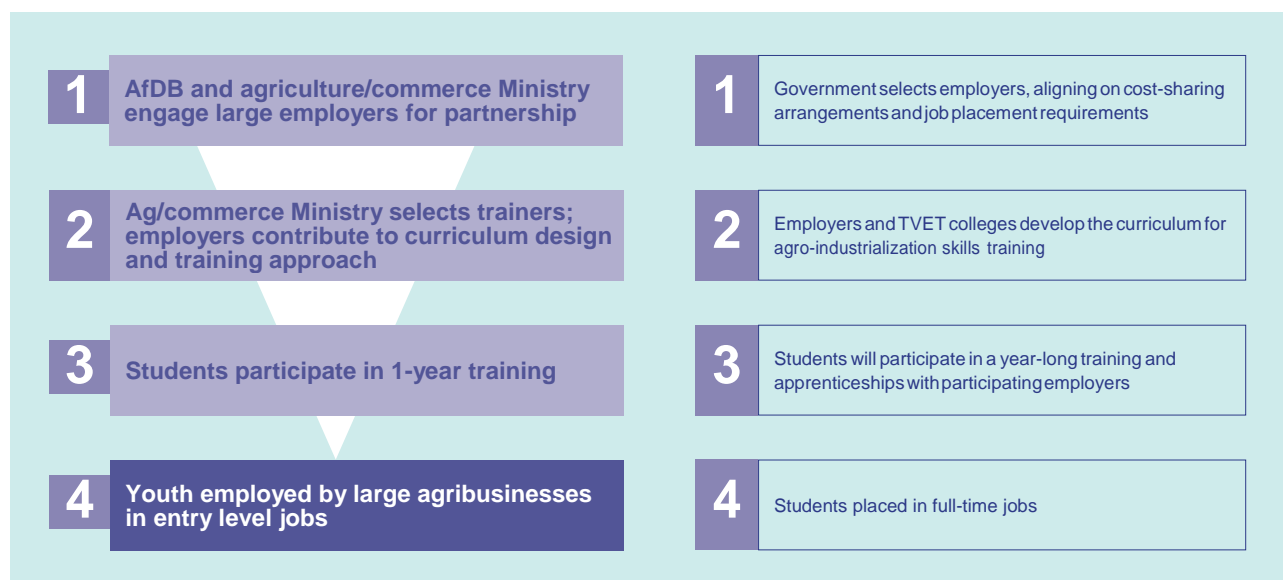 1
AfDB and agriculture/commerce Ministry
engage large employers for partnership
1
Government selects employers, aligning on cost-sharing
arrangements and job placement requirements
2
Ag/commerce Ministry selects trainers;
employers contribute to curriculum design
and training approach
2
Employers and TVET colleges develop the curriculum for
agro-industrialization skills training
3
Students participate in 1-year training
3
Students will participate in a year-long training and
apprenticeships with participating employers
4
Youth employed by large agribusinesses
in entry level jobs
4
Students placed in full-time jobs